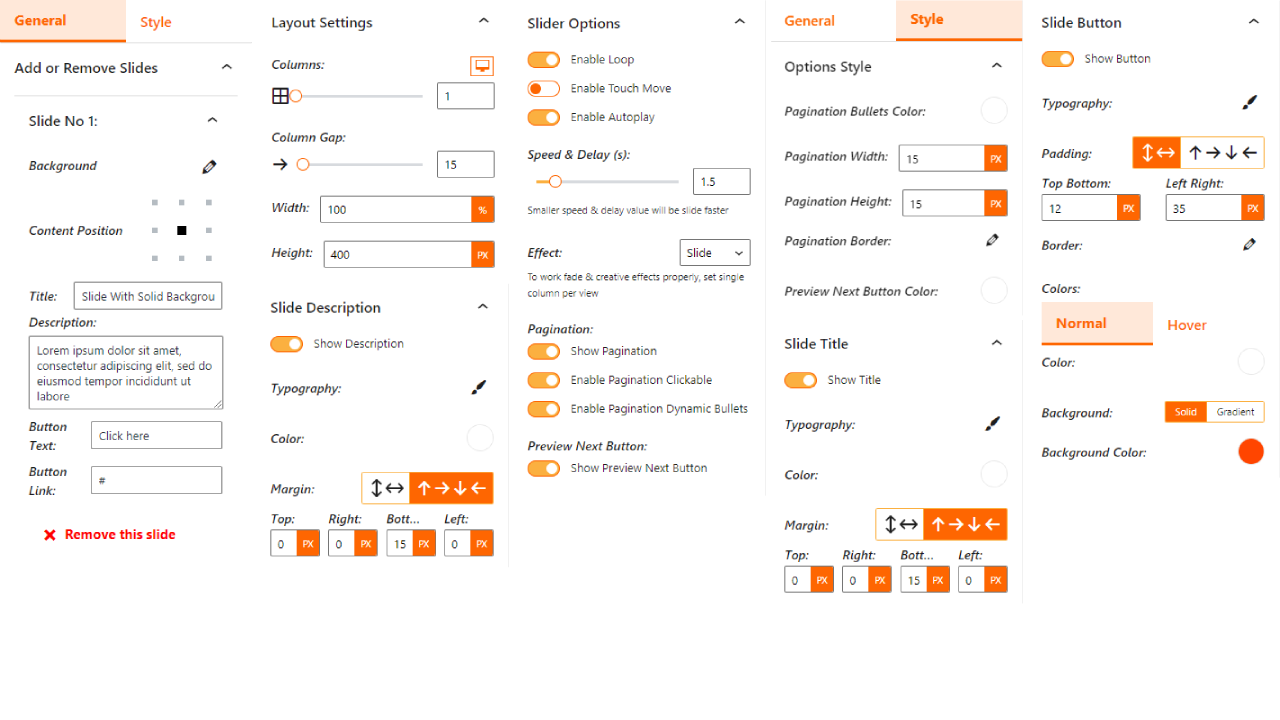 General
Style
Add or Remove Slides
Slide No 1:
Background
Content Position
Title:
Slide With Solid Backgrou
Description:
Lorem ipsum dolor sit amet,
consectetur adipiscing elit, sed do
eiusmod tempor incididunt ut
labore
Button
Text:
Click here
Button
Link:
#
Remove this slide
Layout Settings
Columns:
1
Column Gap:
15
Width:
100
%
Height:
400
PX
Slide Description
Show Description
Typography:
Color:
Margin:
Top: Right: Bott... Left:
0 PX 0 PX 15 PX 0 PX
Slider Options
Enable Loop
Enable Touch Move
Enable Autoplay
Speed & Delay (s):
1.5
Smaller speed & delay value will be slide faster
Effect:
Slide
To work fade & creative effects properly, set single
column per view
Pagination:
Show Pagination
Enable Pagination Clickable
Enable Pagination Dynamic Bullets
Preview Next Button:
Show Preview Next Button
General
Style
Options Style
Pagination Bullets Color:
Pagination Width:
15
PX
Pagination Height:
15
PX
Pagination Border:
Preview Next Button Color:
Slide Title
Show Title
Typography:
Color:
Margin:
Top: Right: Bott... Left:
0 PX 0 PX 15 PX 0 PX
Slide Button
Show Button
Typography:
Padding:
Top Bottom: Left Right:
12 PX 35 PX
Border:
Colors:
Normal
Hover
Color:
Background:
Solid
Gradient
Background Color: